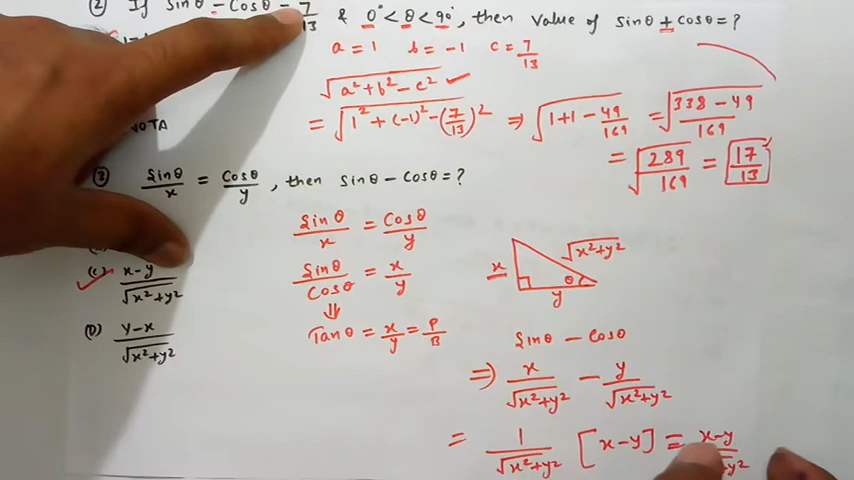 ② If Sinθ - Cosθ = 7/13 & 0° < θ < 90°, then value of sinθ + cosθ = ?
a = 1 b = -1 c = 7/13
√(a² + b² - c²)
= √(1² + (-1)² - (7/13)²) ⇒ √(1 + 1 - 49/169) = √((338 - 49)/169)
NOTA
= √(289/169) = 17/13
③ Sinθ/x = Cosθ/y, then Sinθ - Cosθ = ?
Sinθ/x = Cosθ/y
Sinθ/Cosθ = x/y
x √(x²+y²)
θ
y
(C) x-y/√(x²+y²)
⇓
Tanθ = x/y = P/B
(D) y-x/√(x²+y²)
Sinθ - Cosθ
⇒ x/√(x²+y²) - y/√(x²+y²)
= 1/√(x²+y²) [x-y] = x-y